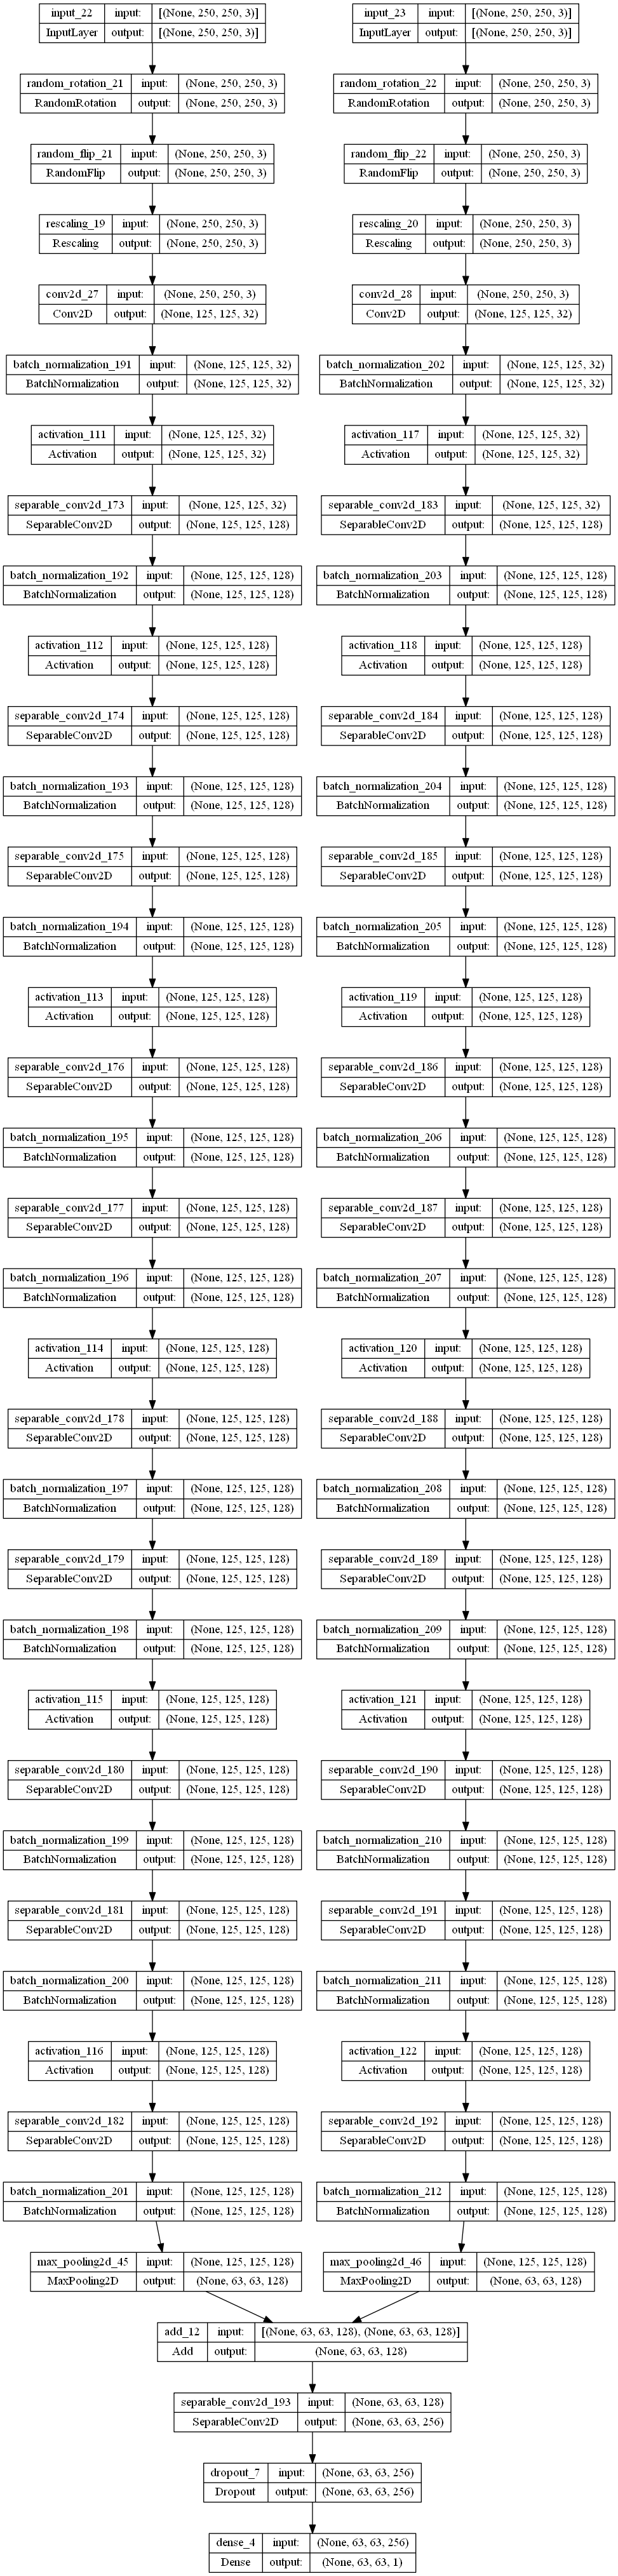 input_22 input: [(None, 250, 250, 3)]
InputLayer output: [(None, 250, 250, 3)]
random_rotation_21 input: (None, 250, 250, 3)
RandomRotation output: (None, 250, 250, 3)
random_flip_21 input: (None, 250, 250, 3)
RandomFlip output: (None, 250, 250, 3)
rescaling_19 input: (None, 250, 250, 3)
Rescaling output: (None, 250, 250, 3)
conv2d_27 input: (None, 250, 250, 3)
Conv2D output: (None, 125, 125, 32)
batch_normalization_191 input: (None, 125, 125, 32)
BatchNormalization output: (None, 125, 125, 32)
activation_111 input: (None, 125, 125, 32)
Activation output: (None, 125, 125, 32)
separable_conv2d_173 input: (None, 125, 125, 32)
SeparableConv2D output: (None, 125, 125, 128)
batch_normalization_192 input: (None, 125, 125, 128)
BatchNormalization output: (None, 125, 125, 128)
activation_112 input: (None, 125, 125, 128)
Activation output: (None, 125, 125, 128)
separable_conv2d_174 input: (None, 125, 125, 128)
SeparableConv2D output: (None, 125, 125, 128)
batch_normalization_193 input: (None, 125, 125, 128)
BatchNormalization output: (None, 125, 125, 128)
separable_conv2d_175 input: (None, 125, 125, 128)
SeparableConv2D output: (None, 125, 125, 128)
batch_normalization_194 input: (None, 125, 125, 128)
BatchNormalization output: (None, 125, 125, 128)
activation_113 input: (None, 125, 125, 128)
Activation output: (None, 125, 125, 128)
separable_conv2d_176 input: (None, 125, 125, 128)
SeparableConv2D output: (None, 125, 125, 128)
batch_normalization_195 input: (None, 125, 125, 128)
BatchNormalization output: (None, 125, 125, 128)
separable_conv2d_177 input: (None, 125, 125, 128)
SeparableConv2D output: (None, 125, 125, 128)
batch_normalization_196 input: (None, 125, 125, 128)
BatchNormalization output: (None, 125, 125, 128)
activation_114 input: (None, 125, 125, 128)
Activation output: (None, 125, 125, 128)
separable_conv2d_178 input: (None, 125, 125, 128)
SeparableConv2D output: (None, 125, 125, 128)
batch_normalization_197 input: (None, 125, 125, 128)
BatchNormalization output: (None, 125, 125, 128)
separable_conv2d_179 input: (None, 125, 125, 128)
SeparableConv2D output: (None, 125, 125, 128)
batch_normalization_198 input: (None, 125, 125, 128)
BatchNormalization output: (None, 125, 125, 128)
activation_115 input: (None, 125, 125, 128)
Activation output: (None, 125, 125, 128)
separable_conv2d_180 input: (None, 125, 125, 128)
SeparableConv2D output: (None, 125, 125, 128)
batch_normalization_199 input: (None, 125, 125, 128)
BatchNormalization output: (None, 125, 125, 128)
separable_conv2d_181 input: (None, 125, 125, 128)
SeparableConv2D output: (None, 125, 125, 128)
batch_normalization_200 input: (None, 125, 125, 128)
BatchNormalization output: (None, 125, 125, 128)
activation_116 input: (None, 125, 125, 128)
Activation output: (None, 125, 125, 128)
separable_conv2d_182 input: (None, 125, 125, 128)
SeparableConv2D output: (None, 125, 125, 128)
batch_normalization_201 input: (None, 125, 125, 128)
BatchNormalization output: (None, 125, 125, 128)
max_pooling2d_45 input: (None, 125, 125, 128)
MaxPooling2D output: (None, 63, 63, 128)
input_23 input: [(None, 250, 250, 3)]
InputLayer output: [(None, 250, 250, 3)]
random_rotation_22 input: (None, 250, 250, 3)
RandomRotation output: (None, 250, 250, 3)
random_flip_22 input: (None, 250, 250, 3)
RandomFlip output: (None, 250, 250, 3)
rescaling_20 input: (None, 250, 250, 3)
Rescaling output: (None, 250, 250, 3)
conv2d_28 input: (None, 250, 250, 3)
Conv2D output: (None, 125, 125, 32)
batch_normalization_202 input: (None, 125, 125, 32)
BatchNormalization output: (None, 125, 125, 32)
activation_117 input: (None, 125, 125, 32)
Activation output: (None, 125, 125, 32)
separable_conv2d_183 input: (None, 125, 125, 32)
SeparableConv2D output: (None, 125, 125, 128)
batch_normalization_203 input: (None, 125, 125, 128)
BatchNormalization output: (None, 125, 125, 128)
activation_118 input: (None, 125, 125, 128)
Activation output: (None, 125, 125, 128)
separable_conv2d_184 input: (None, 125, 125, 128)
SeparableConv2D output: (None, 125, 125, 128)
batch_normalization_204 input: (None, 125, 125, 128)
BatchNormalization output: (None, 125, 125, 128)
separable_conv2d_185 input: (None, 125, 125, 128)
SeparableConv2D output: (None, 125, 125, 128)
batch_normalization_205 input: (None, 125, 125, 128)
BatchNormalization output: (None, 125, 125, 128)
activation_119 input: (None, 125, 125, 128)
Activation output: (None, 125, 125, 128)
separable_conv2d_186 input: (None, 125, 125, 128)
SeparableConv2D output: (None, 125, 125, 128)
batch_normalization_206 input: (None, 125, 125, 128)
BatchNormalization output: (None, 125, 125, 128)
separable_conv2d_187 input: (None, 125, 125, 128)
SeparableConv2D output: (None, 125, 125, 128)
batch_normalization_207 input: (None, 125, 125, 128)
BatchNormalization output: (None, 125, 125, 128)
activation_120 input: (None, 125, 125, 128)
Activation output: (None, 125, 125, 128)
separable_conv2d_188 input: (None, 125, 125, 128)
SeparableConv2D output: (None, 125, 125, 128)
batch_normalization_208 input: (None, 125, 125, 128)
BatchNormalization output: (None, 125, 125, 128)
separable_conv2d_189 input: (None, 125, 125, 128)
SeparableConv2D output: (None, 125, 125, 128)
batch_normalization_209 input: (None, 125, 125, 128)
BatchNormalization output: (None, 125, 125, 128)
activation_121 input: (None, 125, 125, 128)
Activation output: (None, 125, 125, 128)
separable_conv2d_190 input: (None, 125, 125, 128)
SeparableConv2D output: (None, 125, 125, 128)
batch_normalization_210 input: (None, 125, 125, 128)
BatchNormalization output: (None, 125, 125, 128)
separable_conv2d_191 input: (None, 125, 125, 128)
SeparableConv2D output: (None, 125, 125, 128)
batch_normalization_211 input: (None, 125, 125, 128)
BatchNormalization output: (None, 125, 125, 128)
activation_122 input: (None, 125, 125, 128)
Activation output: (None, 125, 125, 128)
separable_conv2d_192 input: (None, 125, 125, 128)
SeparableConv2D output: (None, 125, 125, 128)
batch_normalization_212 input: (None, 125, 125, 128)
BatchNormalization output: (None, 125, 125, 128)
max_pooling2d_46 input: (None, 125, 125, 128)
MaxPooling2D output: (None, 63, 63, 128)
add_12 input: [(None, 63, 63, 128), (None, 63, 63, 128)]
Add output: (None, 63, 63, 128)
separable_conv2d_193 input: (None, 63, 63, 128)
SeparableConv2D output: (None, 63, 63, 256)
dropout_7 input: (None, 63, 63, 256)
Dropout output: (None, 63, 63, 256)
dense_4 input: (None, 63, 63, 256)
Dense output: (None, 63, 63, 1)